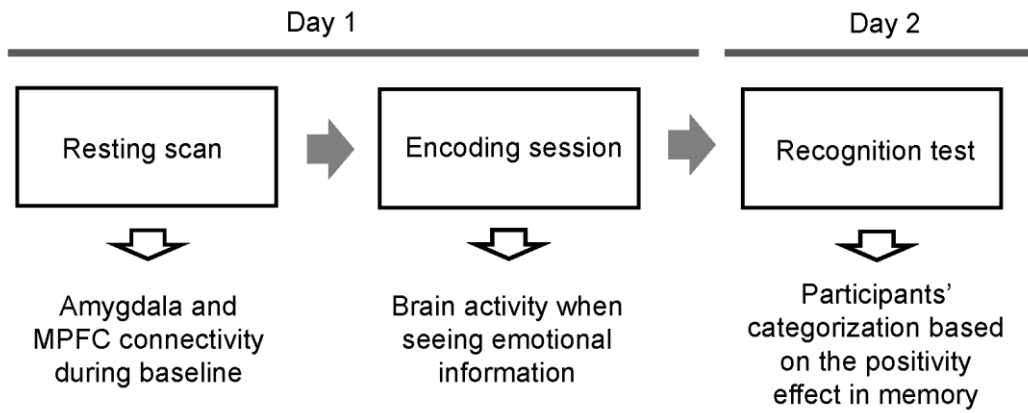 Day 1
Day 2
Resting scan
Encoding session
Recognition test
Amygdala and
MPFC connectivity
during baseline
Brain activity when
seeing emotional
information
Participants’
categorization based
on the positivity
effect in memory